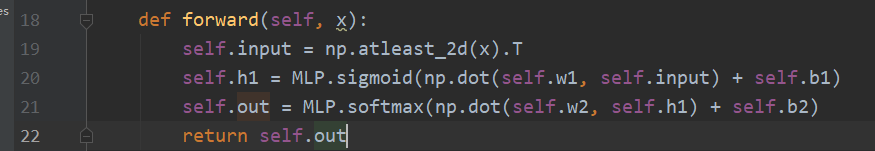 es
18 def forward(self, x):
19 self.input = np.atleast_2d(x).T
20 self.h1 = MLP.sigmoid(np.dot(self.w1, self.input) + self.b1)
21 self.out = MLP.softmax(np.dot(self.w2, self.h1) + self.b2)
22 return self.out